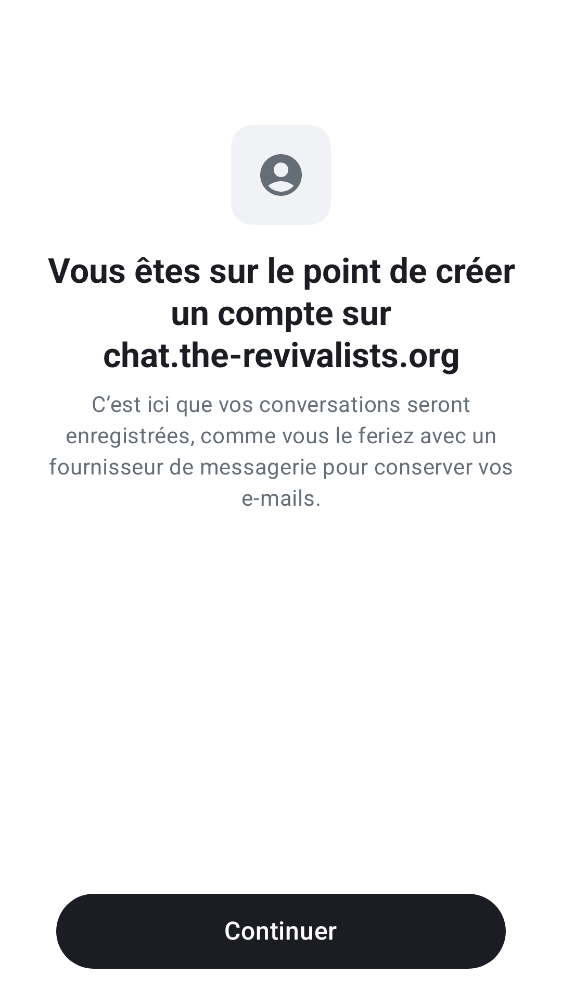 Vous êtes sur le point de créer
un compte sur
chat.the-revivalists.org
C’est ici que vos conversations seront
enregistrées, comme vous le feriez avec un
fournisseur de messagerie pour conserver vos
e-mails.
Continuer